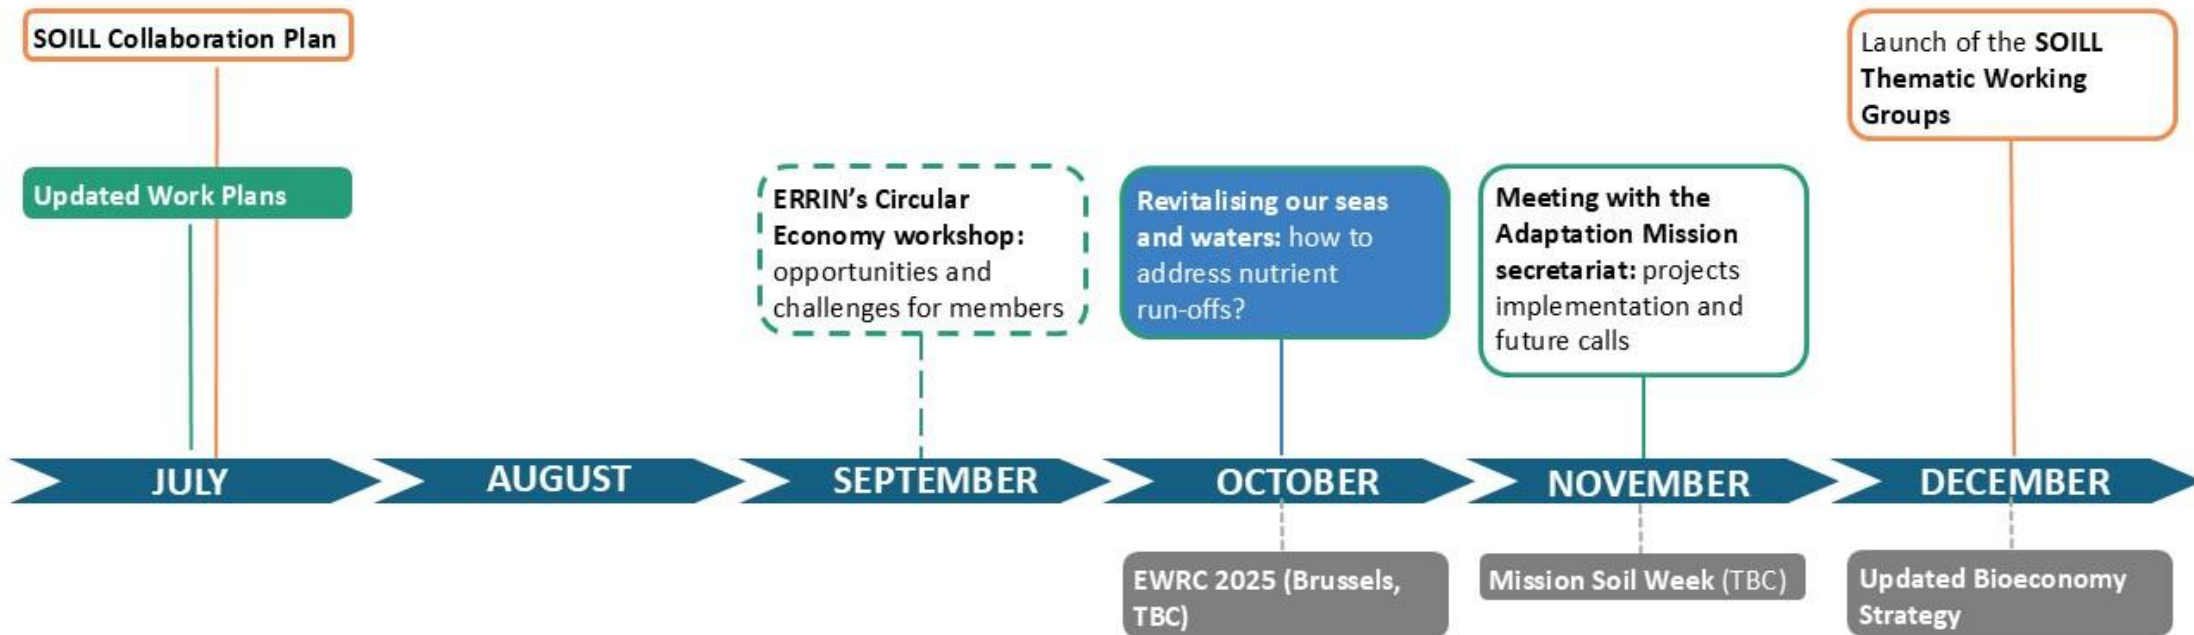 SOILL Collaboration Plan
Updated Work Plans
ERRIN’s Circular
Economy workshop:
opportunities and
challenges for members
Revitalising our seas
and waters: how to
address nutrient
run-offs?
Meeting with the
Adaptation Mission
secretariat: projects
implementation and
future calls
Launch of the SOILL
Thematic Working
Groups
JULY
AUGUST
SEPTEMBER
OCTOBER
NOVEMBER
DECEMBER
EWRC 2025 (Brussels,
TBC)
Mission Soil Week (TBC)
Updated Bioeconomy
Strategy